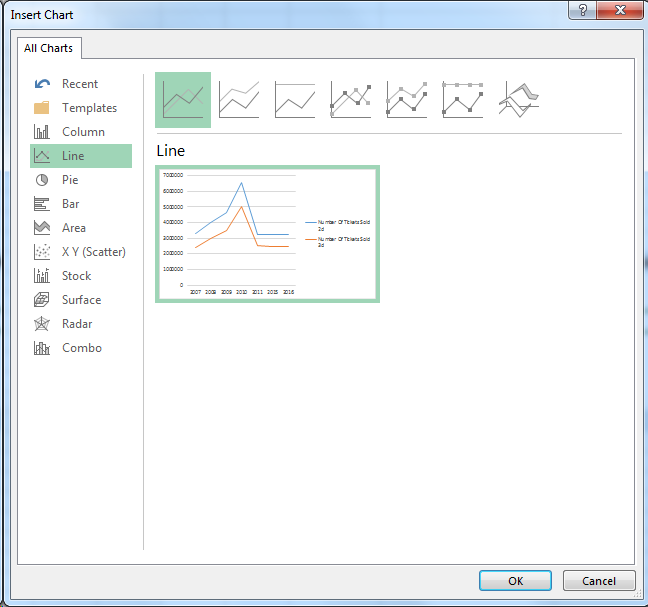 Insert Chart
All Charts
Recent
Templates
Column
Line
Pie
Bar
Area
X Y (Scatter)
Stock
Surface
Radar
Combo
Line
7000000
6000000
5000000
4000000
3000000
2000000
1000000
0
2007 2008 2009 2010 2011 2015 2016
Number Of Tickets Sold
2d
Number Of Tickets Sold
3d
OK
Cancel